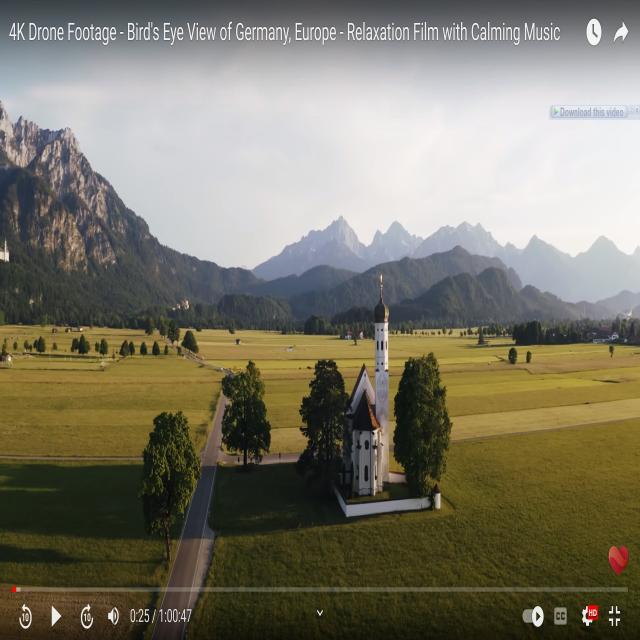 4K Drone Footage - Bird's Eye View of Germany, Europe - Relaxation Film with Calming Music
Download this video
10
10
0:25 / 1:00:47
CC
HD